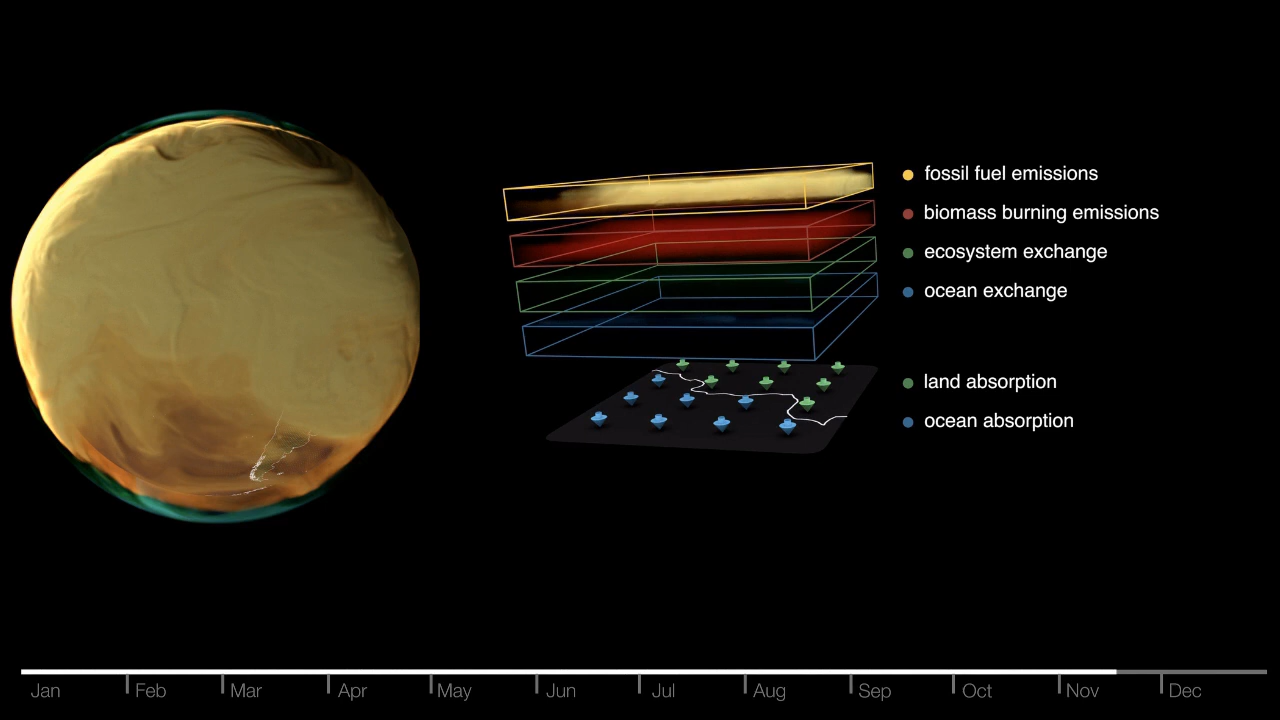 fossil fuel emissions
biomass burning emissions
ecosystem exchange
ocean exchange
land absorption
ocean absorption
Jan Feb Mar Apr May Jun Jul Aug Sep Oct Nov Dec